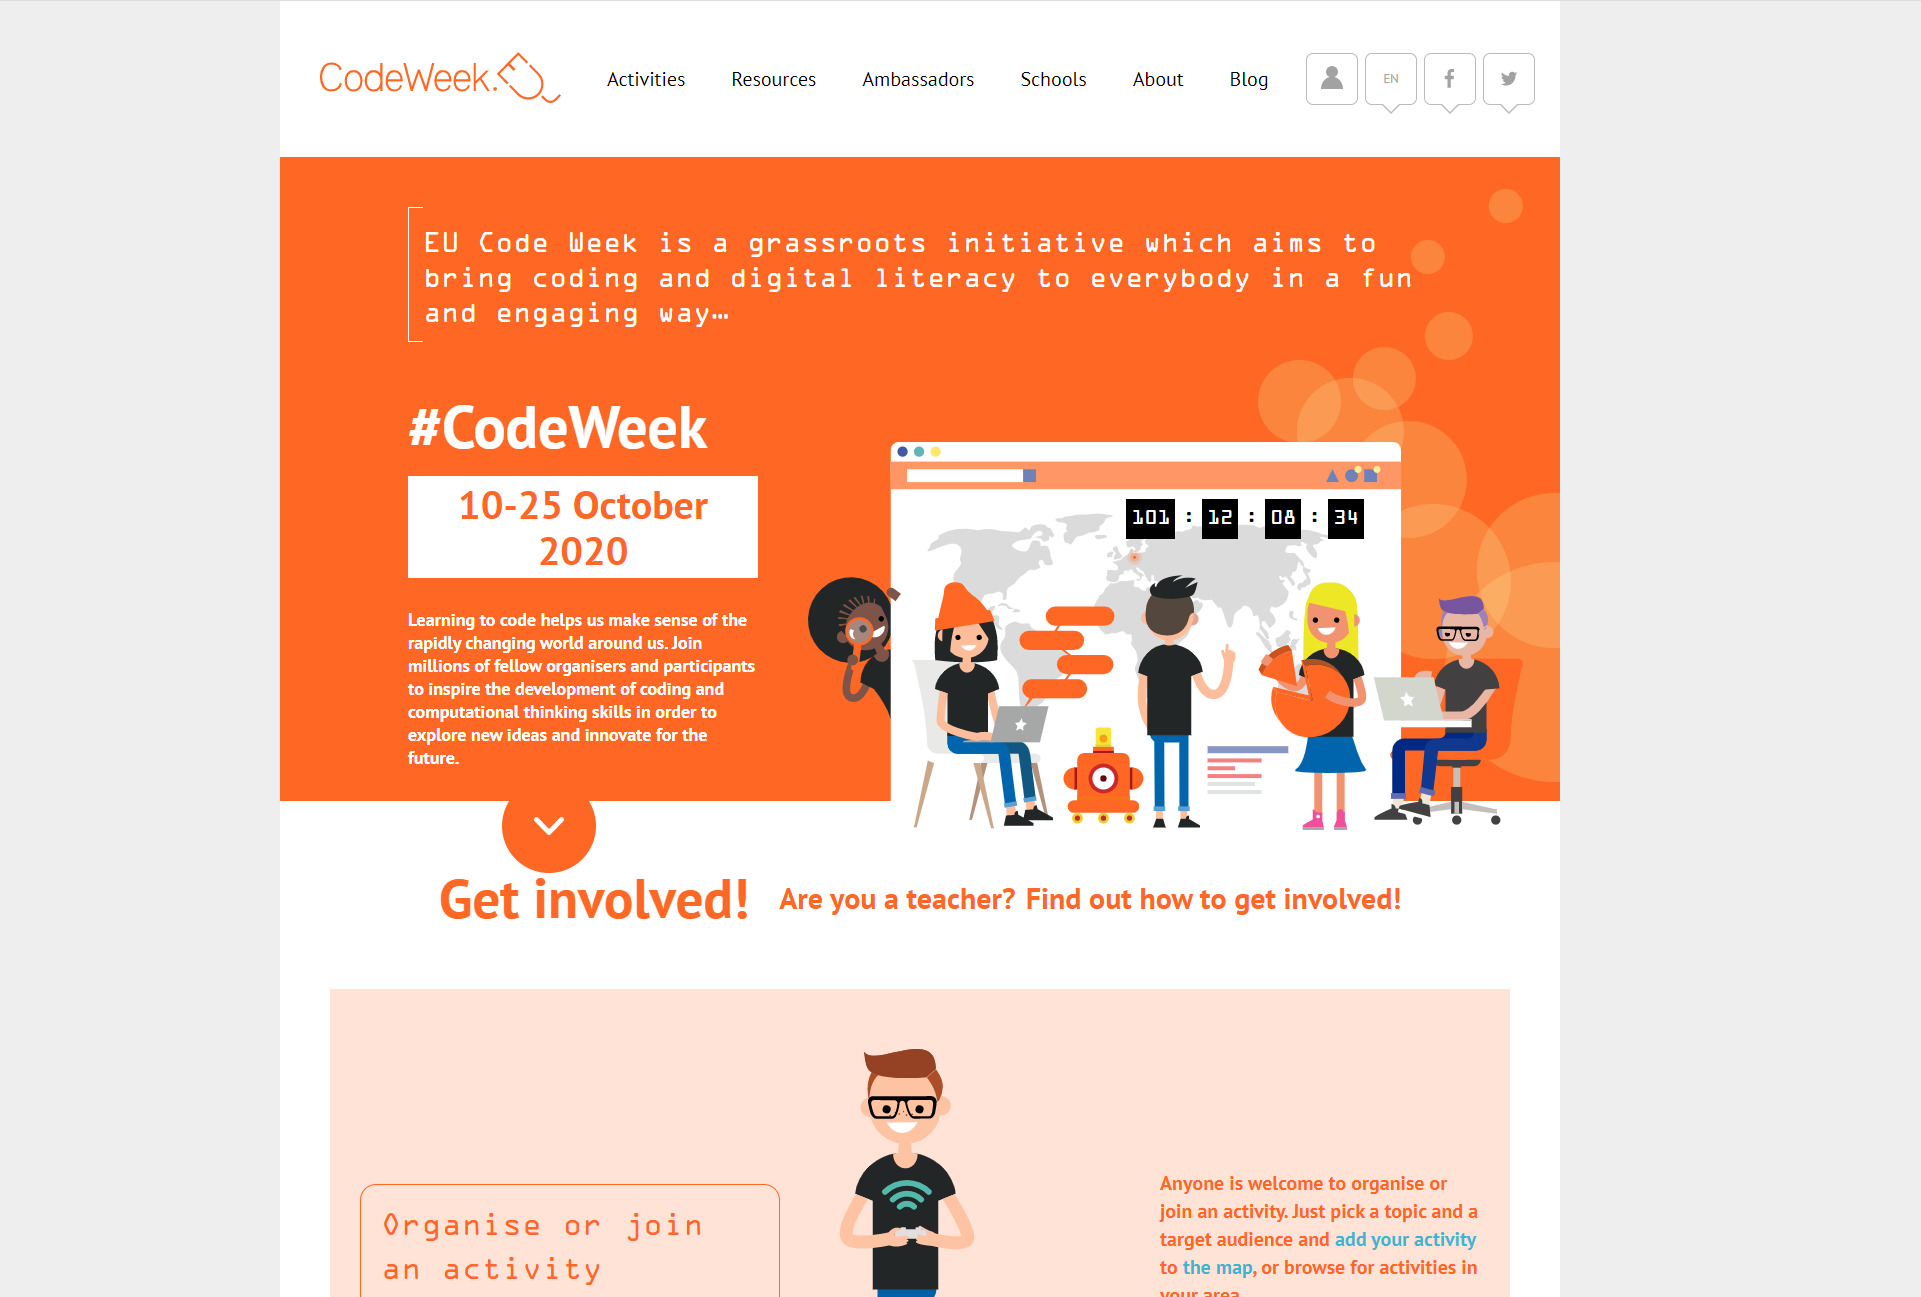 CodeWeek.
Activities
Resources
Ambassadors
Schools
About
Blog
EN
EU Code Week is a grassroots initiative which aims to
bring coding and digital literacy to everybody in a fun
and engaging way…
#CodeWeek
10-25 October
2020
101 : 12 : 08 : 34
Learning to code helps us make sense of the
rapidly changing world around us. Join
millions of fellow organisers and participants
to inspire the development of coding and
computational thinking skills in order to
explore new ideas and innovate for the
future.
Get involved!
Are you a teacher? Find out how to get involved!
Organise or join
an activity
Anyone is welcome to organise or
join an activity. Just pick a topic and a
target audience and add your activity
to the map, or browse for activities in
your area